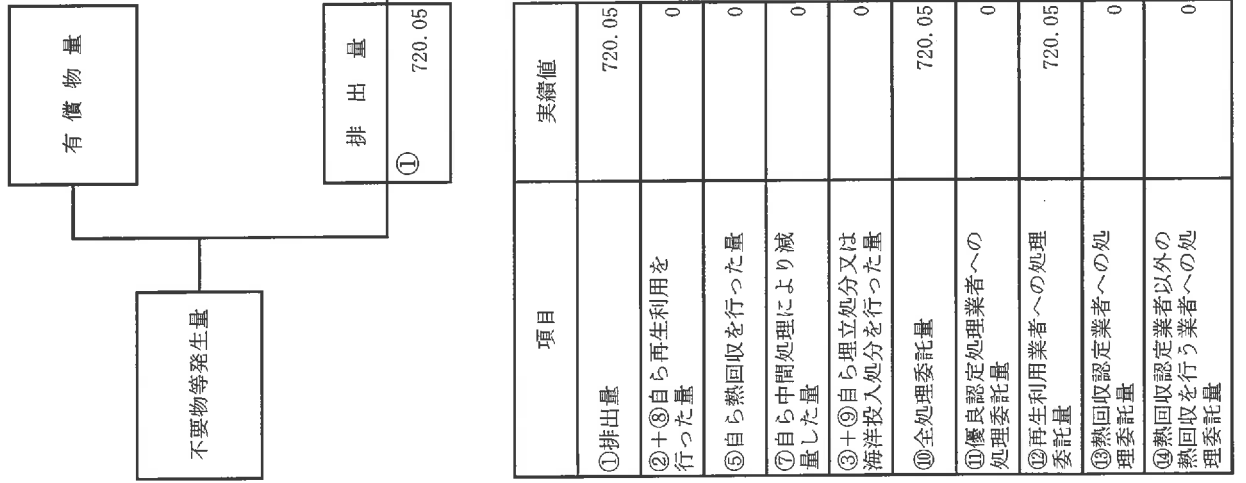 不要物等発生量
有償物量
排出量
① 720.05
項目 実績値
①排出量 720.05
②+⑧自ら再生利用を
行った量 0
⑤自ら熱回収を行った量 0
⑦自ら中間処理により減
量した量 0
③+⑨自ら埋立処分又は
海洋投入処分を行った量 0
⑩全処理委託量 720.05
⑪優良認定処理業者への
処理委託量 0
⑫再生利用業者への処理
委託量 720.05
⑬熱回収認定業者への処
理委託量 0
⑭熱回収認定業者以外の
熱回収を行う業者への処
理委託量 0